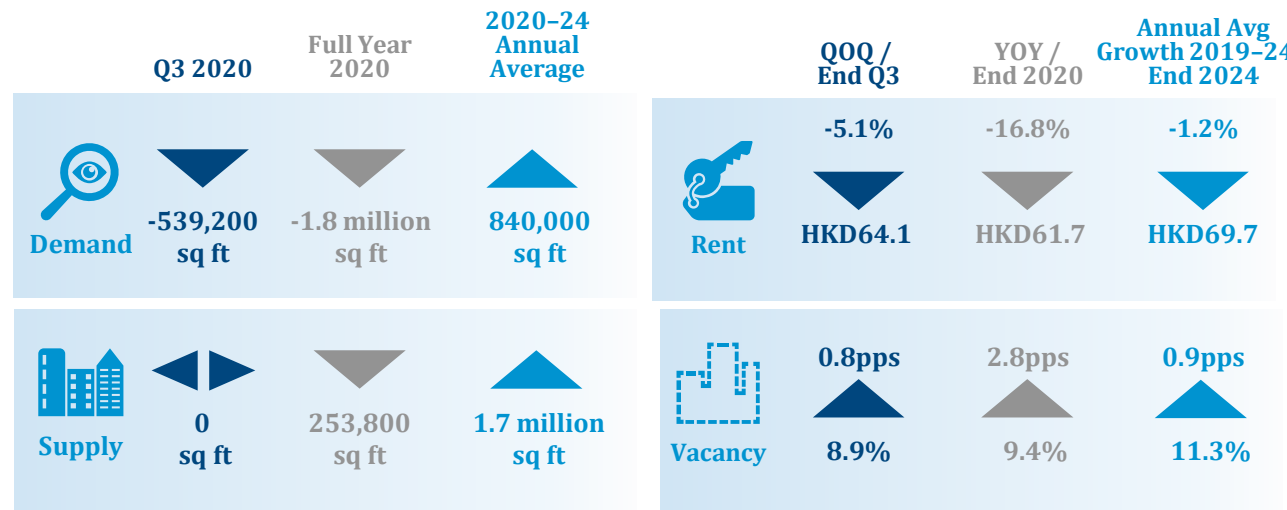 Q3 2020
Full Year
2020
2020–24
Annual
Average
Demand
-539,200
sq ft
-1.8 million
sq ft
840,000
sq ft
Supply
0
sq ft
253,800
sq ft
1.7 million
sq ft
QOQ /
End Q3
YOY /
End 2020
Annual Avg
Growth 2019–24
End 2024
Rent
-5.1%
HKD64.1
-16.8%
HKD61.7
-1.2%
HKD69.7
Vacancy
0.8pps
8.9%
2.8pps
9.4%
0.9pps
11.3%